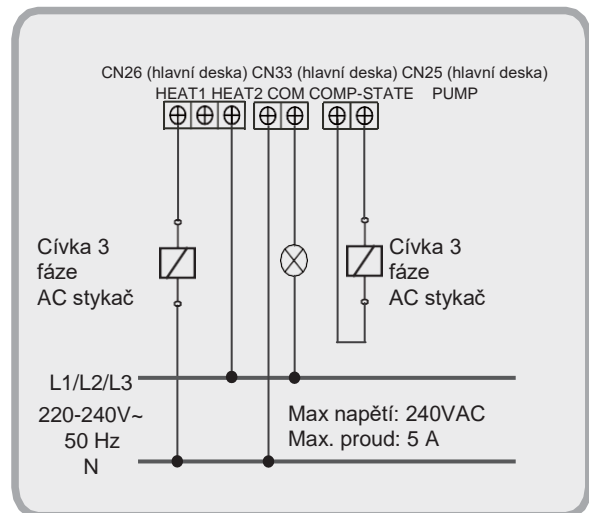 CN26 (hlavní deska) CN33 (hlavní deska) CN25 (hlavní deska)
HEAT1 HEAT2 COM COMP-STATE PUMP
Cívka 3
fáze
AC stykač
Cívka 3
fáze
AC stykač
L1/L2/L3
220-240V~
50 Hz
N
Max napětí: 240VAC
Max. proud: 5 A